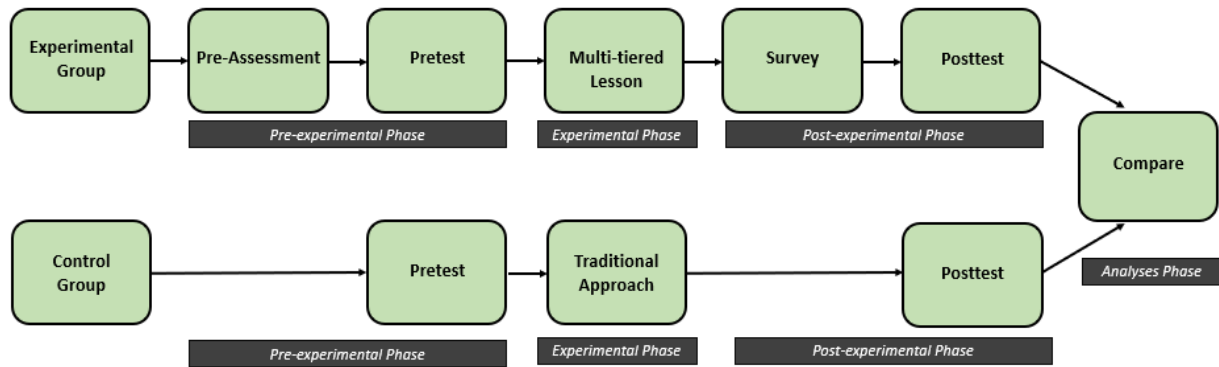 Experimental
Group
Pre-Assessment
Pretest
Multi-tiered
Lesson
Survey
Posttest
Pre-experimental Phase
Experimental Phase
Post-experimental Phase
Compare
Control
Group
Pretest
Traditional
Approach
Posttest
Analyses Phase
Pre-experimental Phase
Experimental Phase
Post-experimental Phase